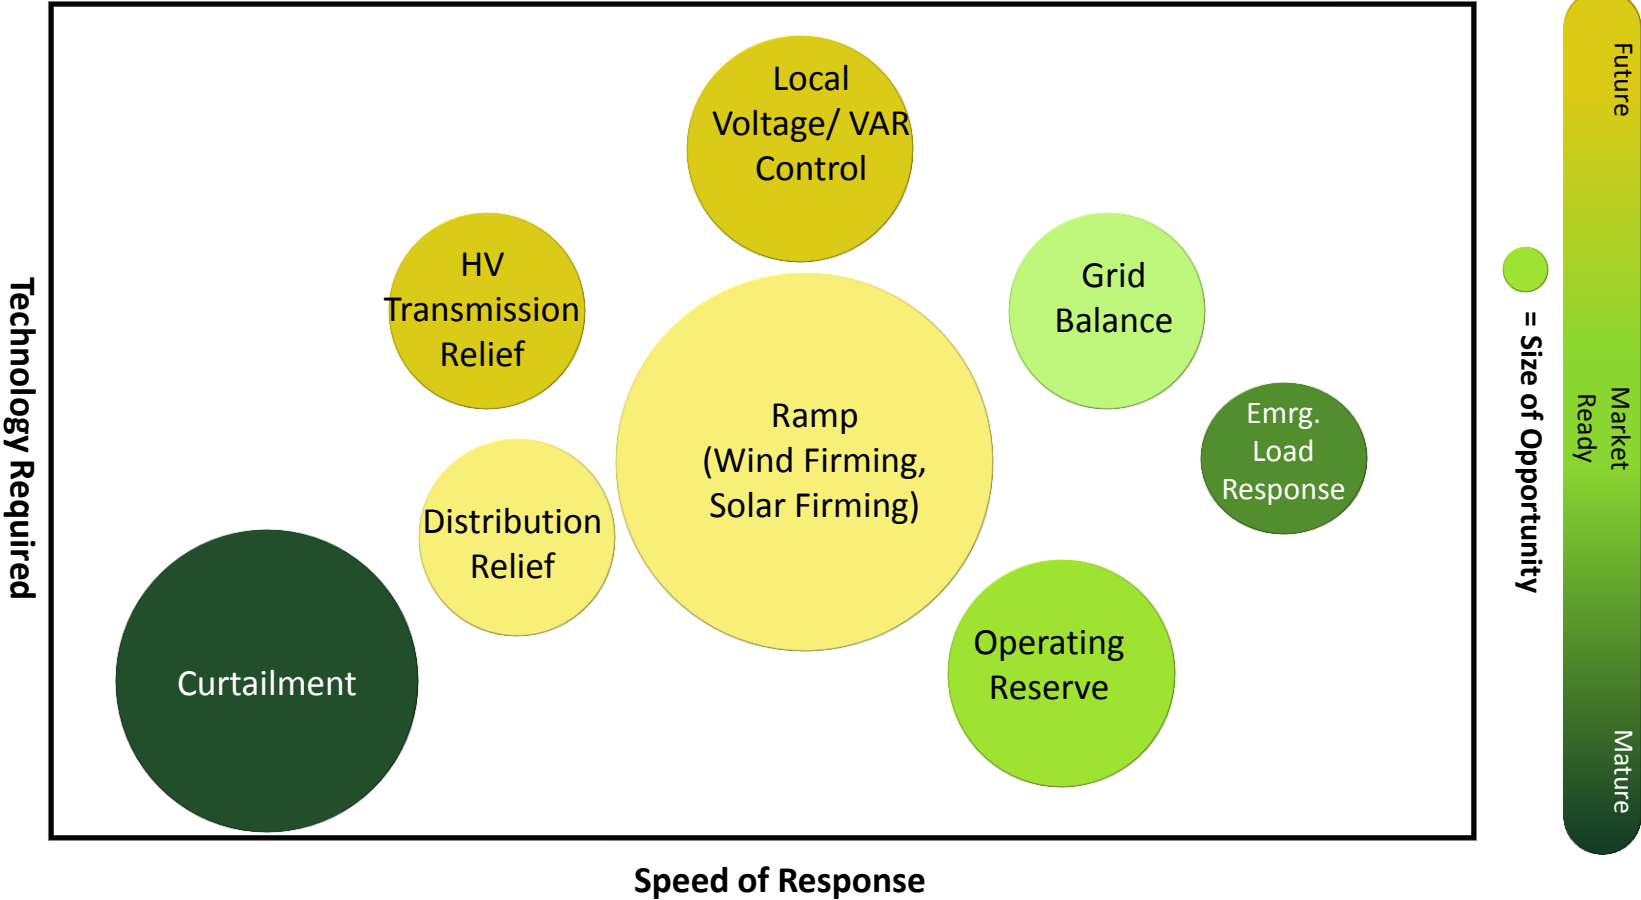 Local
Voltage/ VAR
Control
HV
Transmission
Relief
Grid
Balance
Ramp
(Wind Firming,
Solar Firming)
Emrg.
Load
Response
Distribution
Relief
Operating
Reserve
Curtailment
Technology Required
Speed of Response
= Size of Opportunity
Future
Market
Ready
Mature